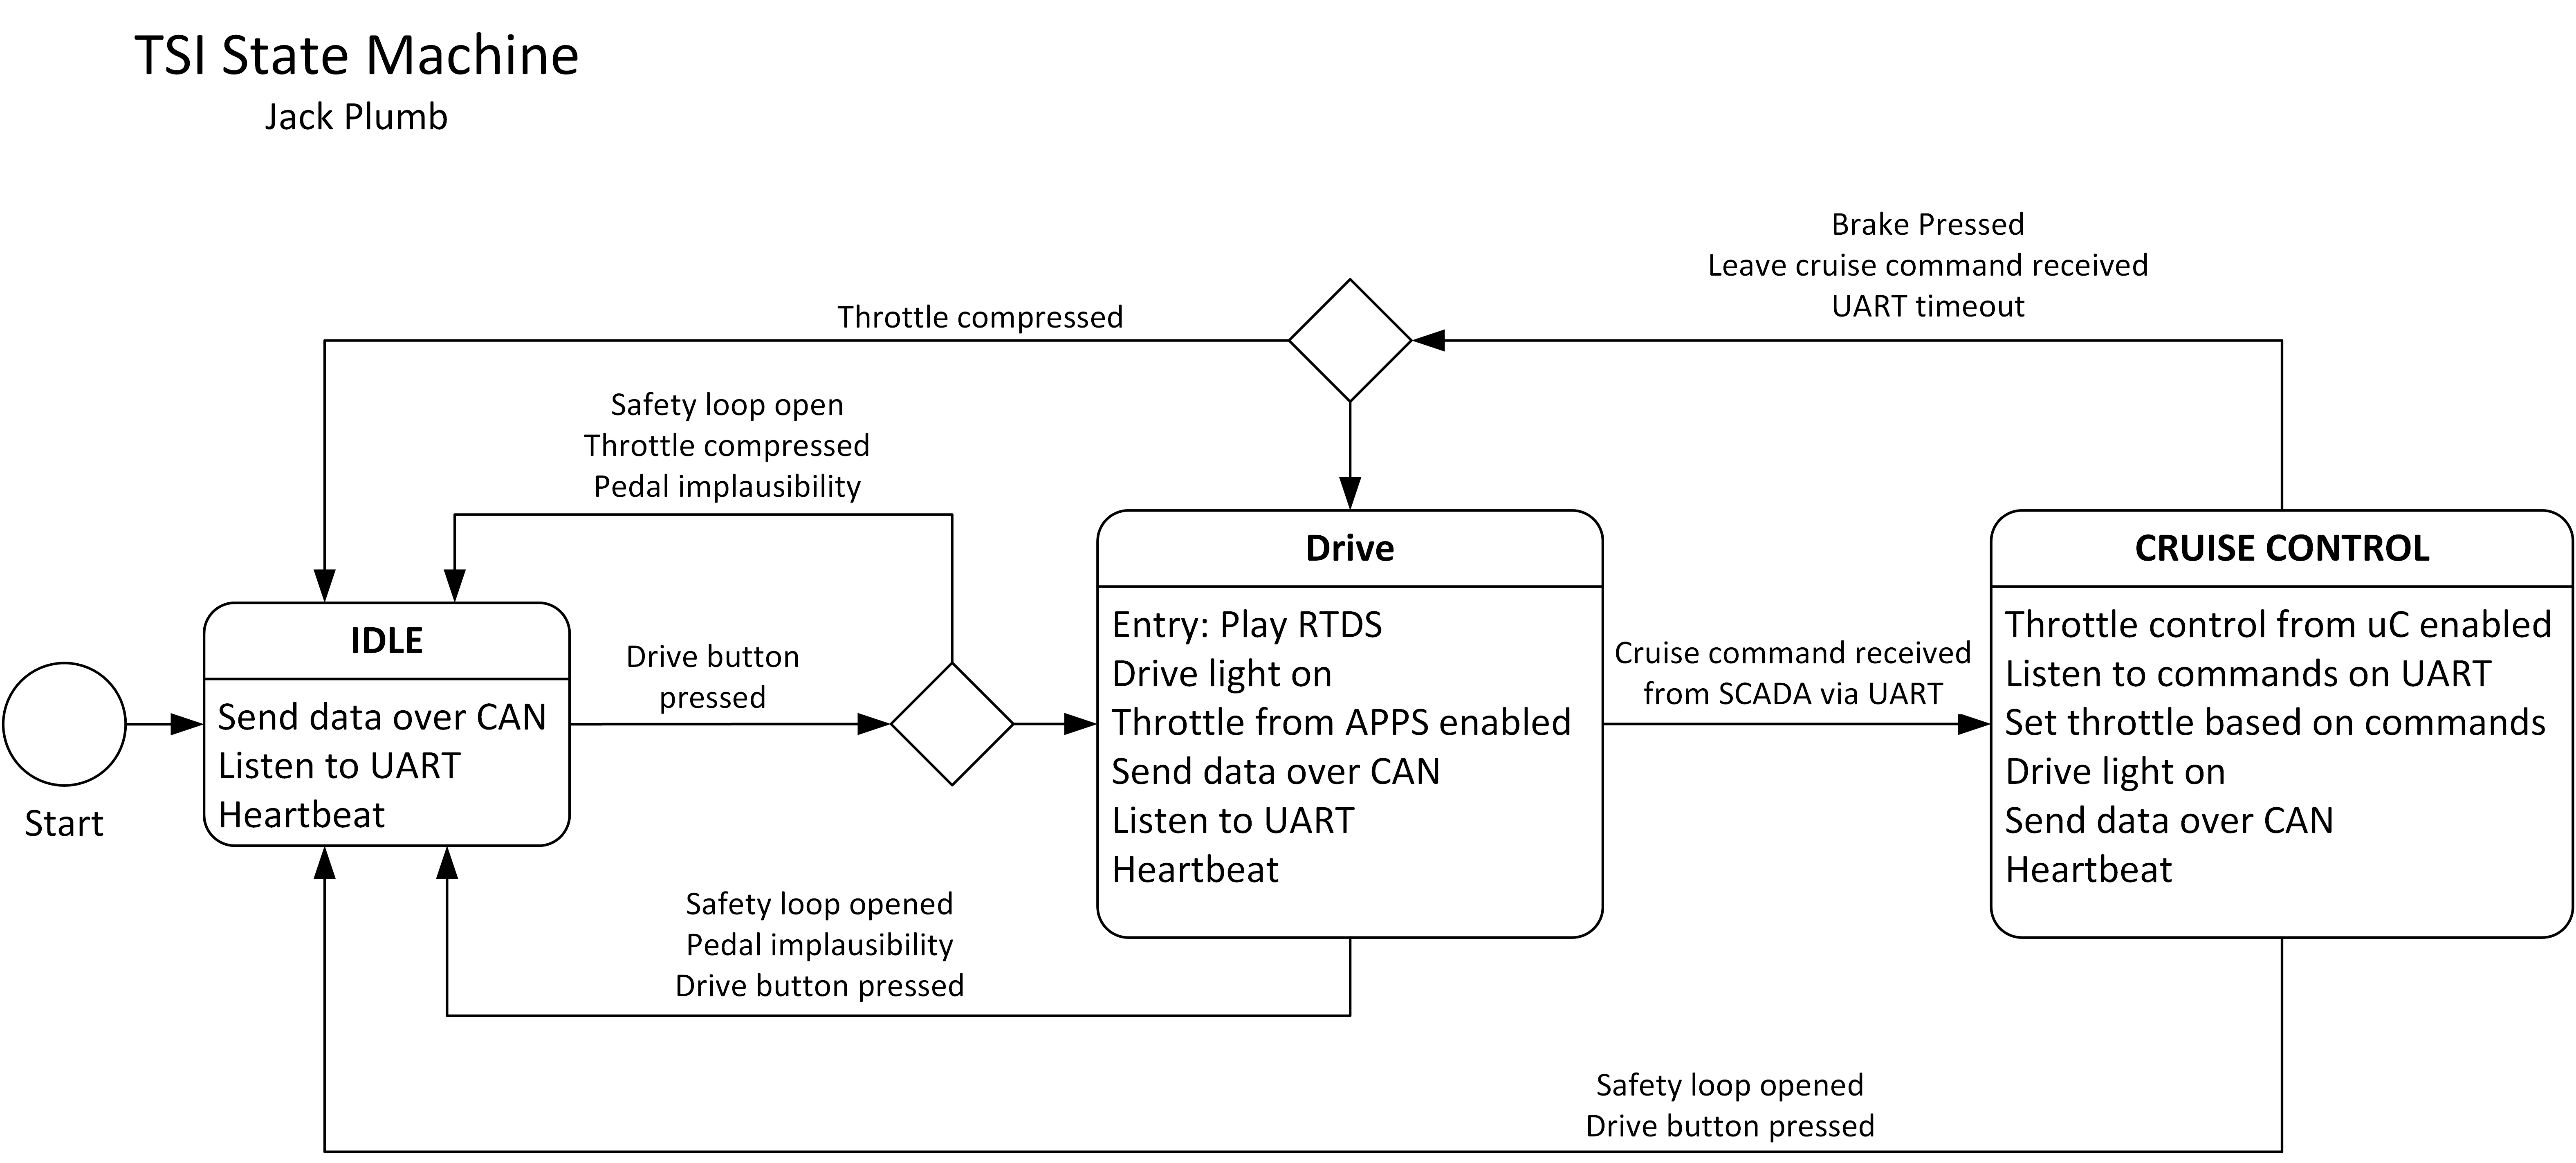 TSI State Machine
Jack Plumb
Brake Pressed
Leave cruise command received
UART timeout
Throttle compressed
Safety loop open
Throttle compressed
Pedal implausibility
Start
IDLE
Send data over CAN
Listen to UART
Heartbeat
Drive button
pressed
Drive
Entry: Play RTDS
Drive light on
Throttle from APPS enabled
Send data over CAN
Listen to UART
Heartbeat
Cruise command received
from SCADA via UART
CRUISE CONTROL
Throttle control from uC enabled
Listen to commands on UART
Set throttle based on commands
Drive light on
Send data over CAN
Heartbeat
Safety loop opened
Pedal implausibility
Drive button pressed
Safety loop opened
Drive button pressed